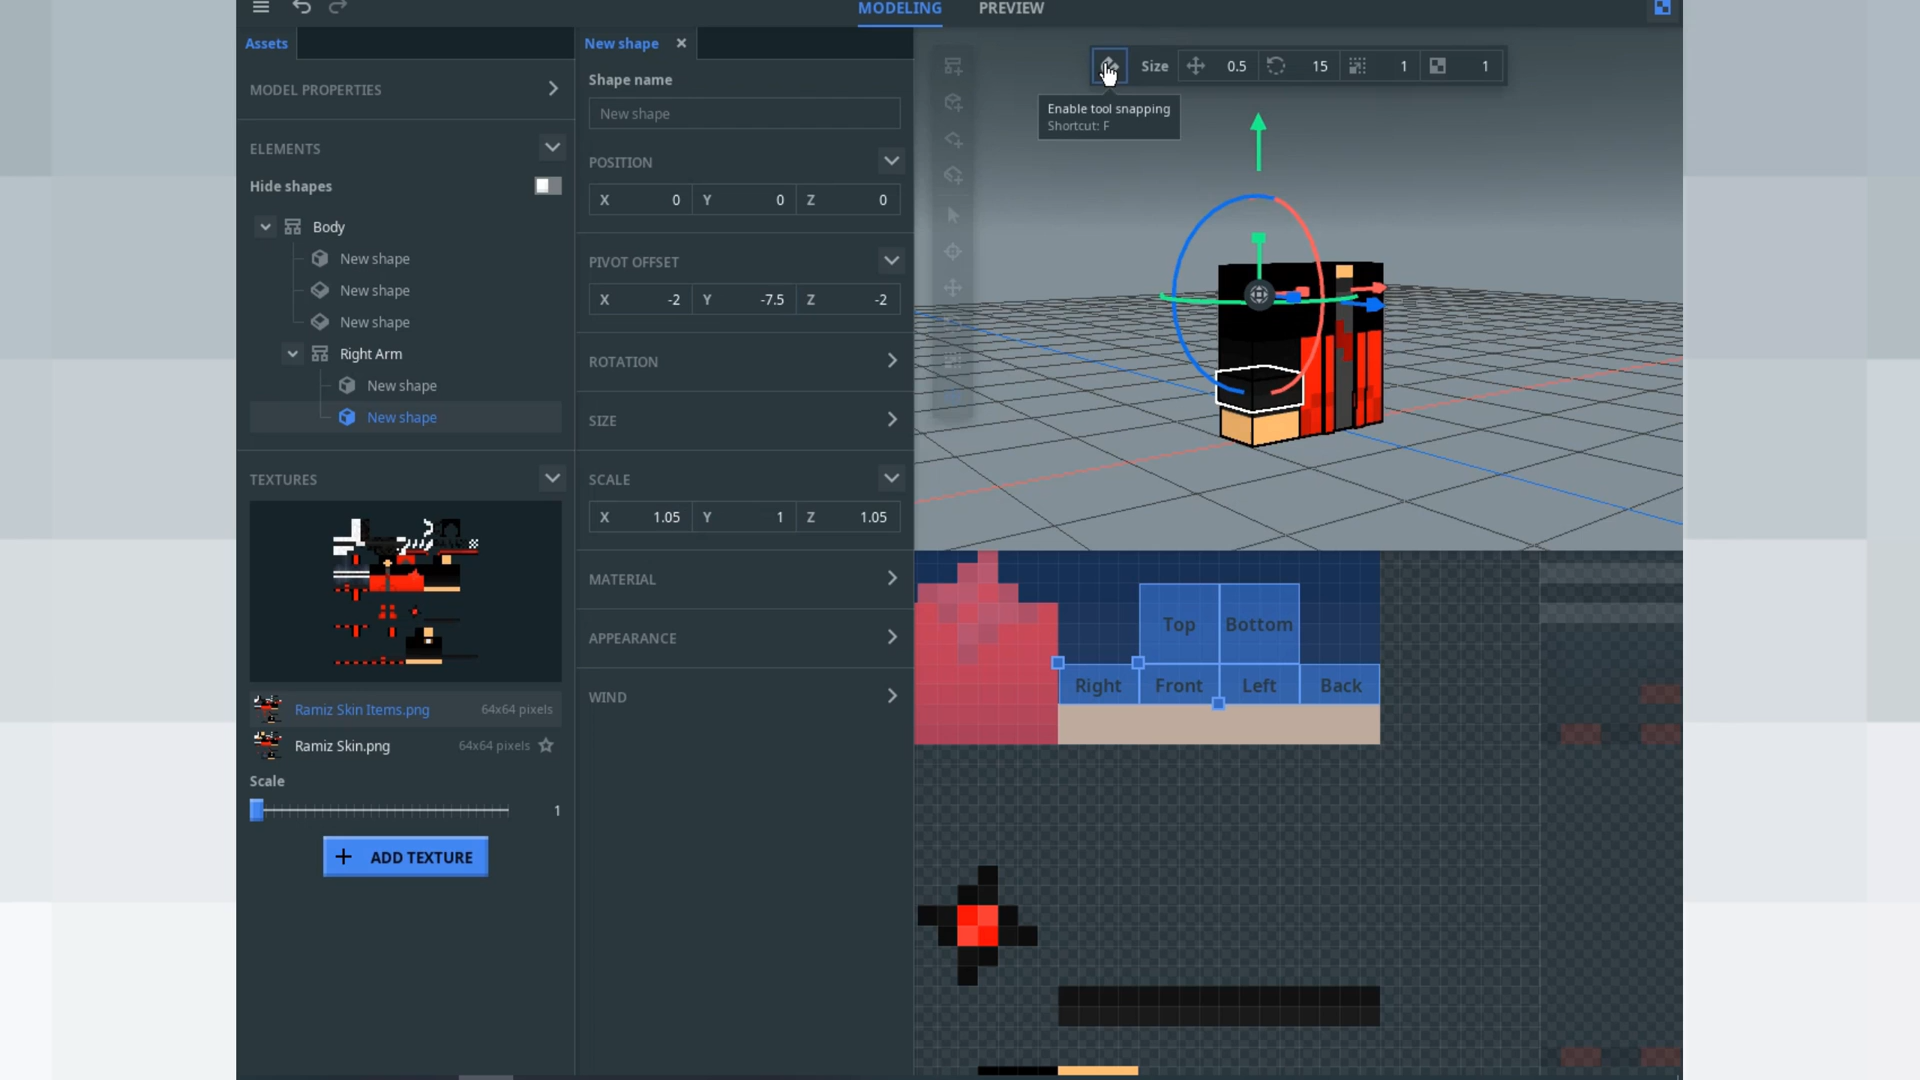 MODELING
PREVIEW
Assets
New shape
Size
0.5
15
1
1
MODEL PROPERTIES
Shape name
New shape
Enable tool snapping
Shortcut: F
ELEMENTS
Hide shapes
POSITION
X 0 Y 0 Z 0
Body
New shape
New shape
New shape
Right Arm
New shape
New shape
PIVOT OFFSET
X -2 Y -7.5 Z -2
ROTATION
SIZE
SCALE
X 1.05 Y 1 Z 1.05
MATERIAL
APPEARANCE
WIND
TEXTURES
Ramiz Skin Items.png 64x64 pixels
Ramiz Skin.png 64x64 pixels
Scale
1
ADD TEXTURE
Top Bottom
Right Front Left Back